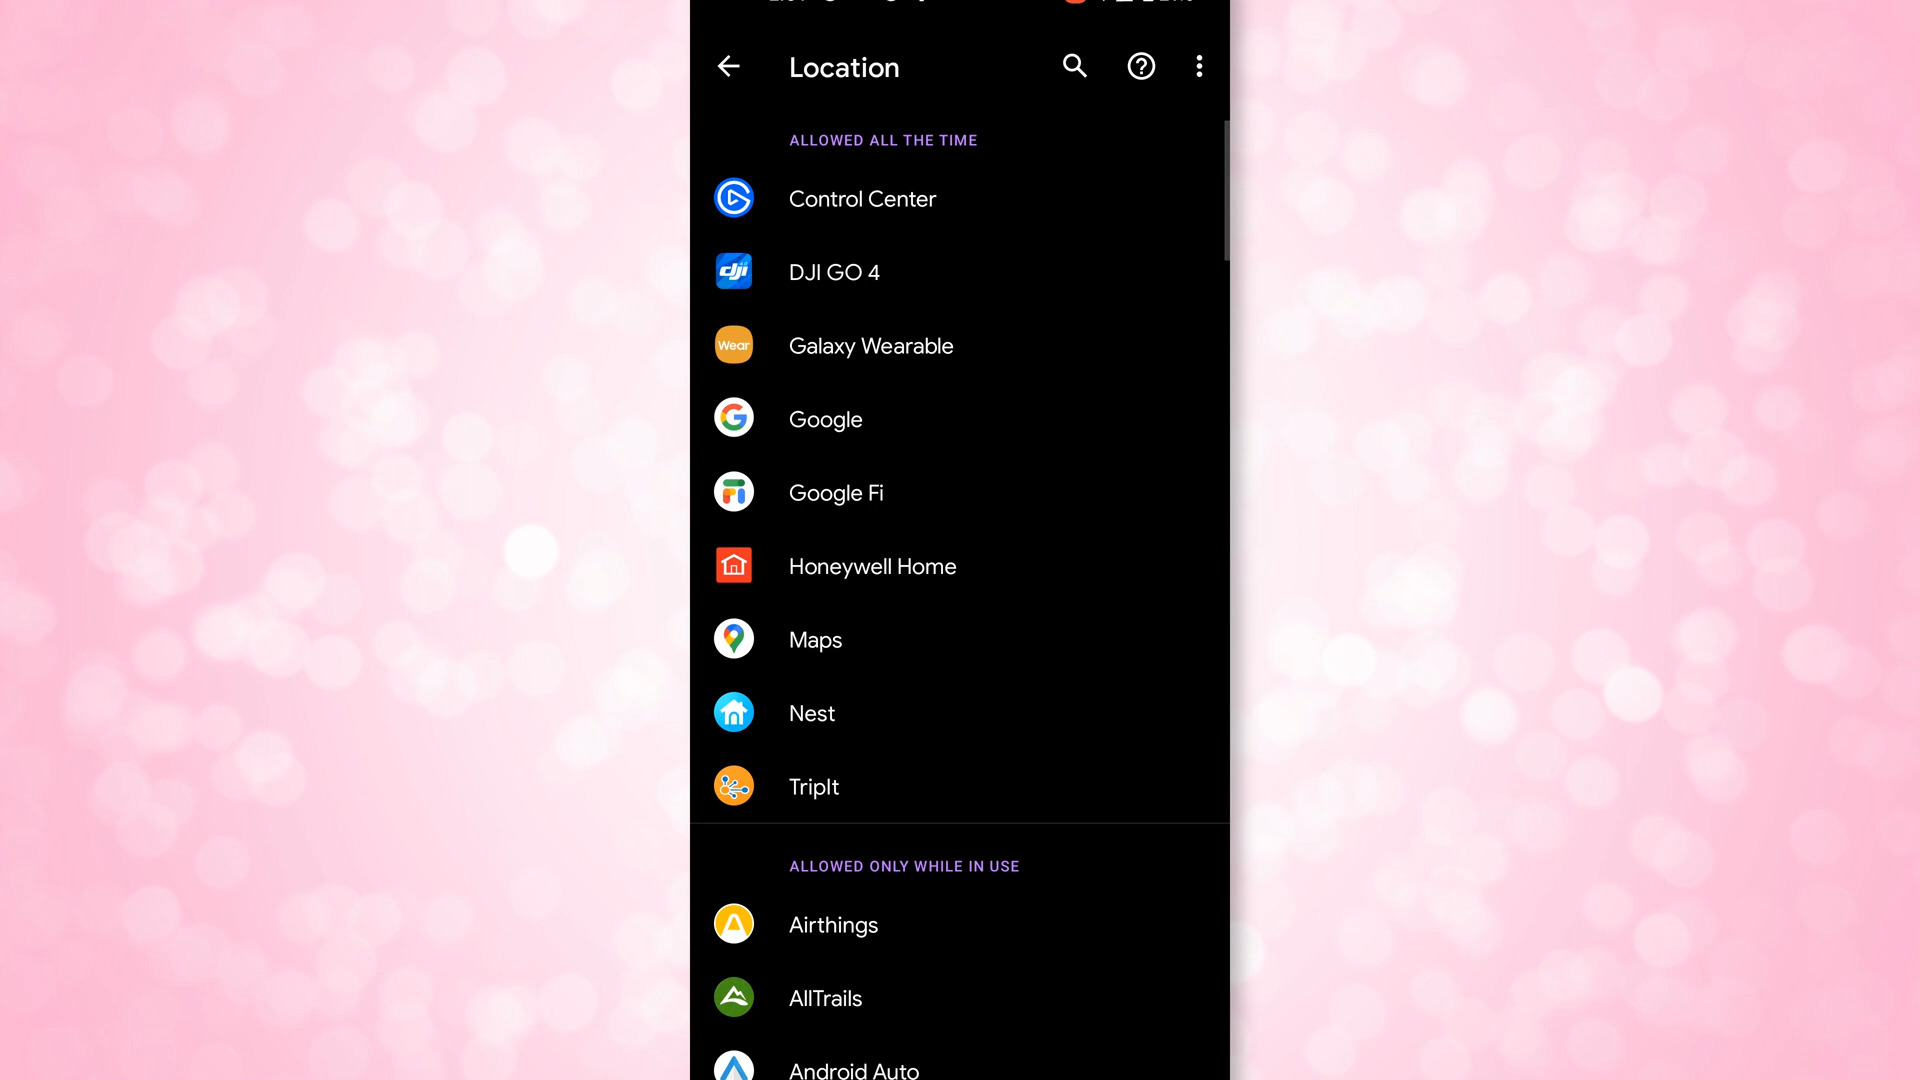 Location
ALLOWED ALL THE TIME
Control Center
dji DJI GO 4
Wear Galaxy Wearable
Google
Google Fi
Honeywell Home
Maps
Nest
TripIt
ALLOWED ONLY WHILE IN USE
Airthings
AllTrails
Android Auto